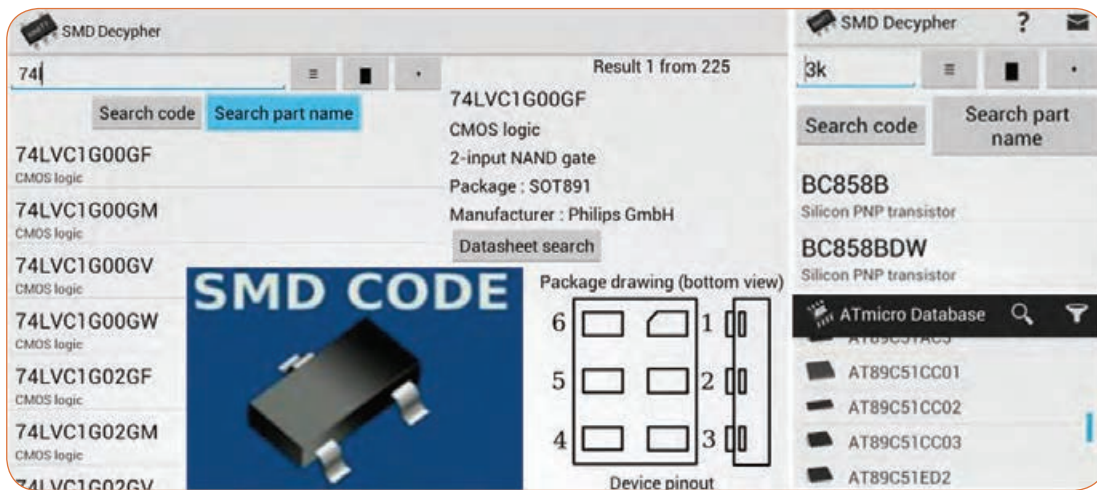 SMD Decypher
74l
Search code
Search part name
74LVC1G00GF
CMOS logic
74LVC1G00GM
CMOS logic
74LVC1G00GV
CMOS logic
74LVC1G00GW
CMOS logic
74LVC1G02GF
CMOS logic
74LVC1G02GM
CMOS logic
74LVC1G02GV
Result 1 from 225
74LVC1G00GF
CMOS logic
2-input NAND gate
Package : SOT891
Manufacturer : Philips GmbH
Datasheet search
SMD CODE
Package drawing (bottom view)
6 1
5 2
4 3
Device pinout
SMD Decypher ?
3k
Search code
Search part
name
BC858B
Silicon PNP transistor
BC858BDW
Silicon PNP transistor
ATmicro Database
AT89C51CC01
AT89C51CC02
AT89C51CC03
AT89C51ED2